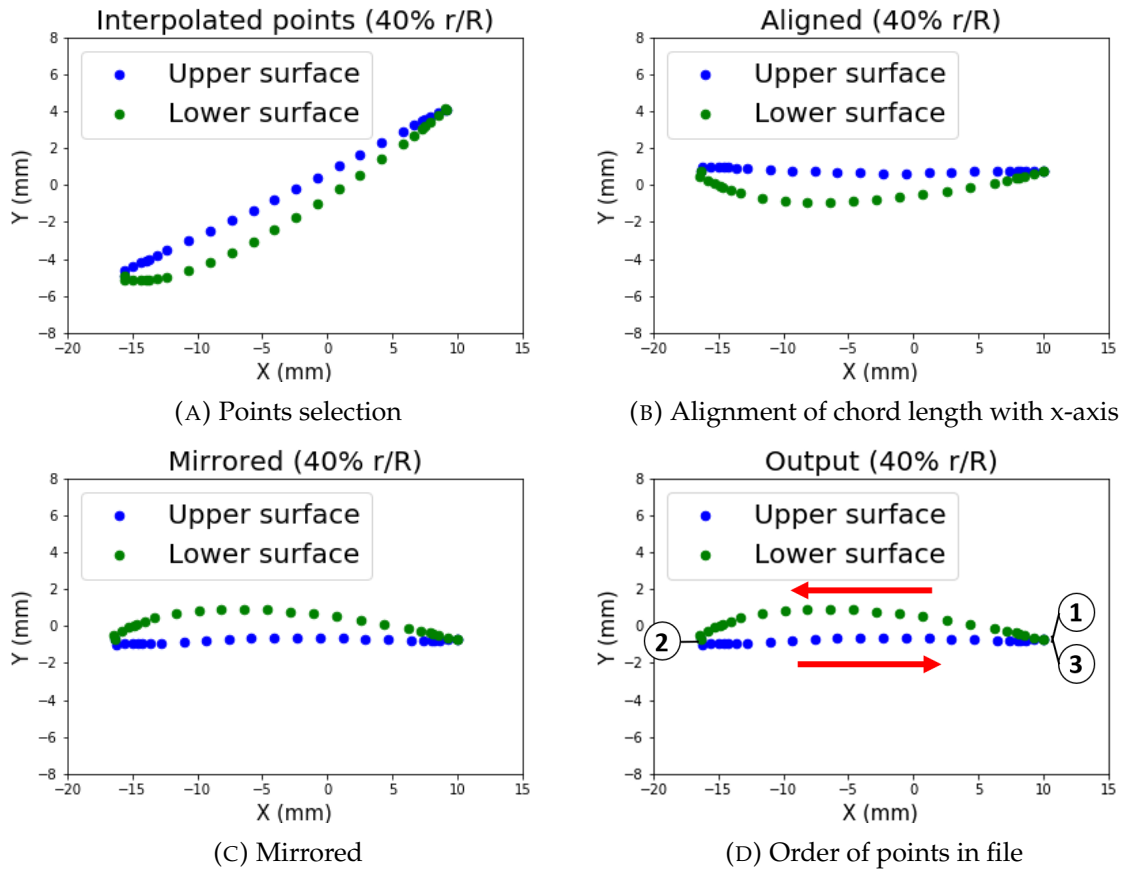 Interpolated points (40% r/R)
8
6
4
2
0
−2
−4
−6
−8
Y (mm)
Upper surface
Lower surface
−20 −15 −10 −5 0 5 10 15
X (mm)
(A) Points selection
Aligned (40% r/R)
8
6
4
2
0
−2
−4
−6
−8
Y (mm)
Upper surface
Lower surface
−20 −15 −10 −5 0 5 10 15
X (mm)
(B) Alignment of chord length with x-axis
Mirrored (40% r/R)
8
6
4
2
0
−2
−4
−6
−8
Y (mm)
Upper surface
Lower surface
−20 −15 −10 −5 0 5 10 15
X (mm)
(C) Mirrored
Output (40% r/R)
8
6
4
2
0
−2
−4
−6
−8
Y (mm)
Upper surface
Lower surface
1
2
3
−20 −15 −10 −5 0 5 10 15
X (mm)
(D) Order of points in file